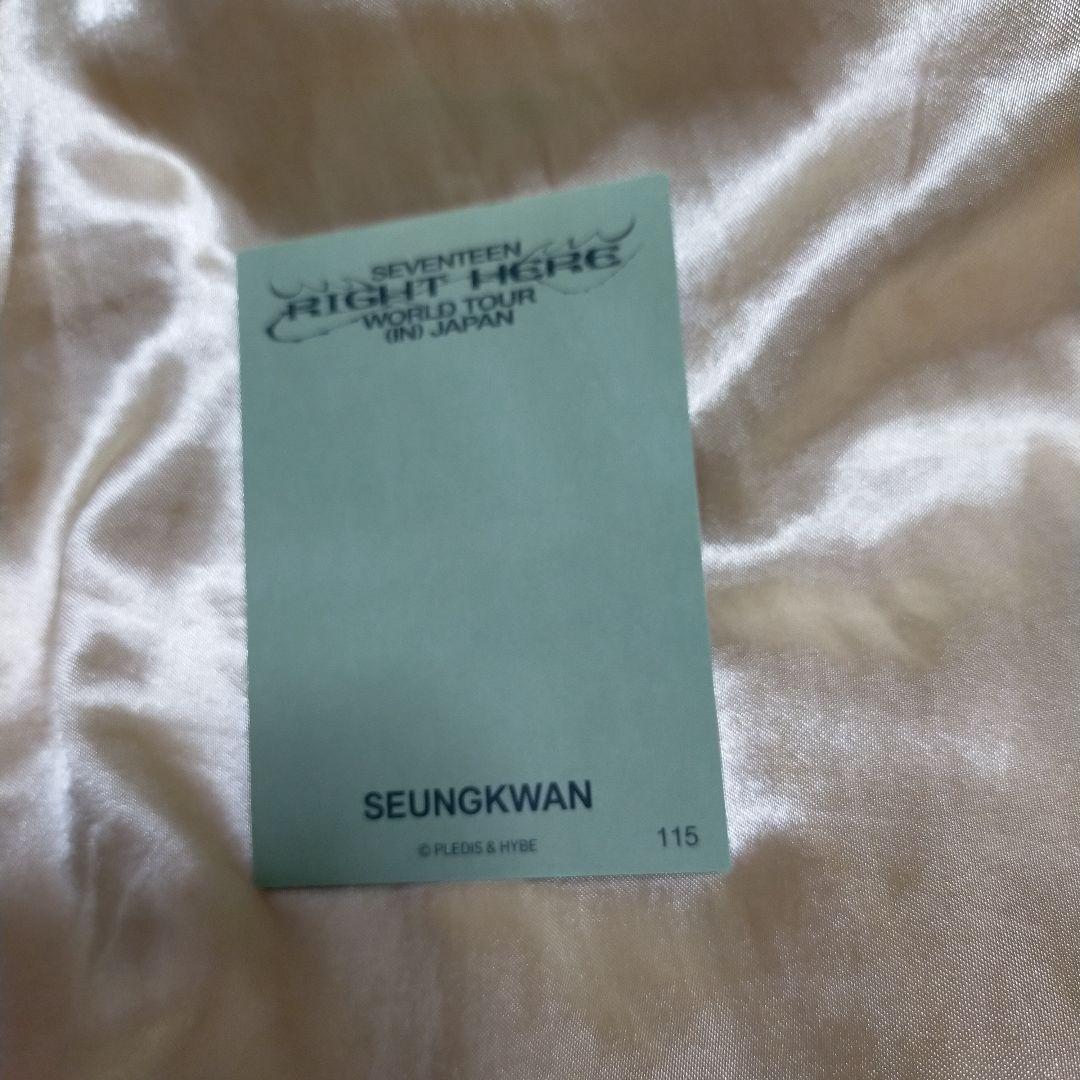 SEVENTEEN
RIGHT HERE
WORLD TOUR
(IN) JAPAN
SEUNGKWAN
© PLEDIS & HYBE
115